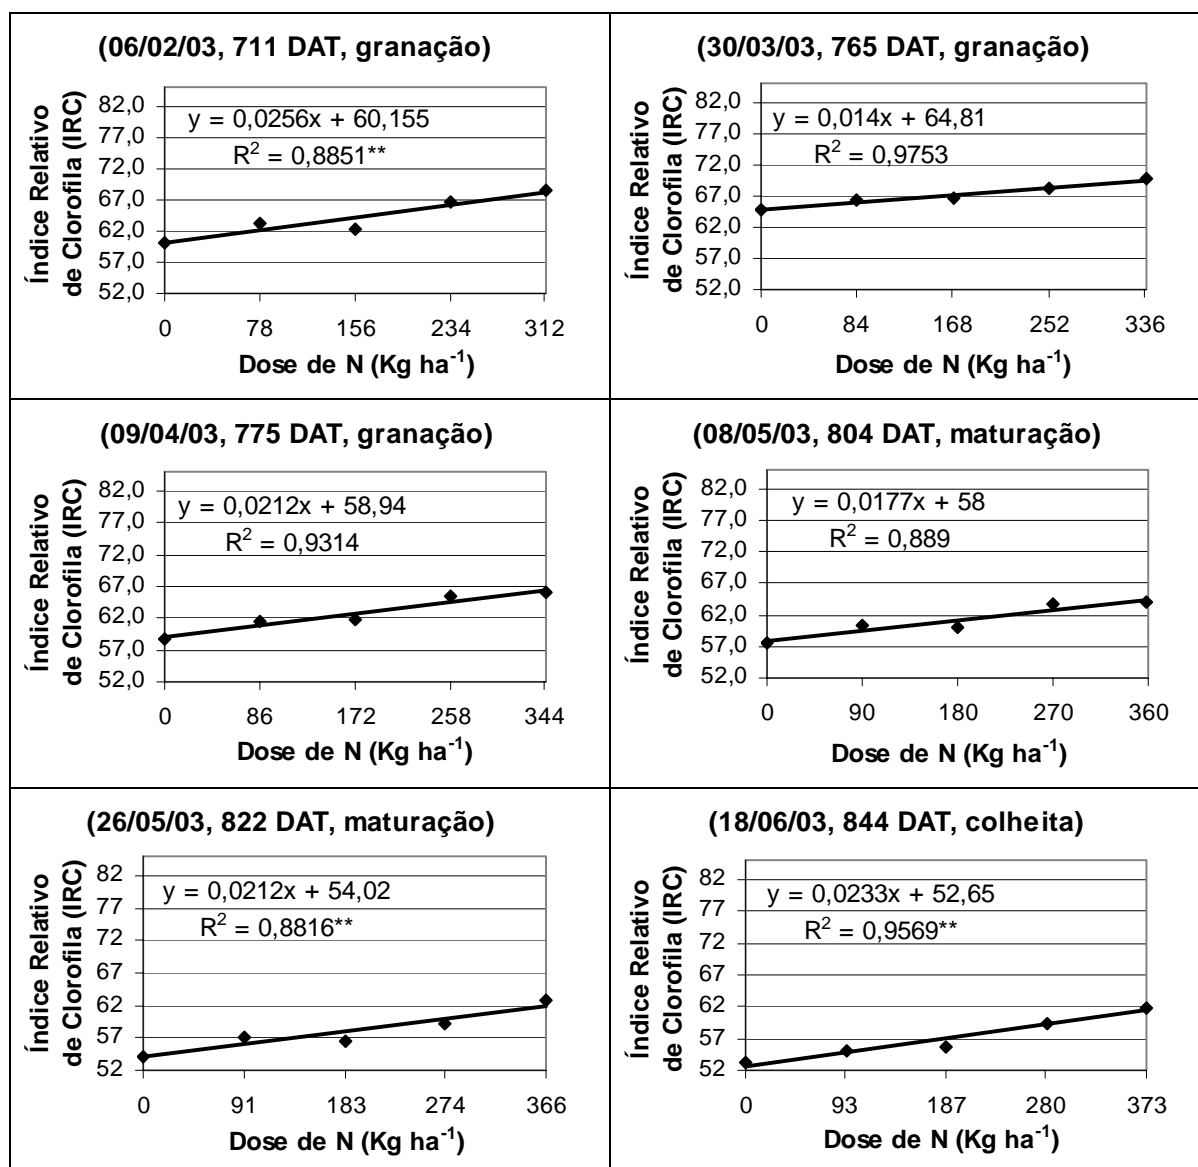 (06/02/03, 711 DAT, granação)
Índice Relativo
de Clorofila (IRC)
82,0
77,0
72,0
67,0
62,0
57,0
52,0
y = 0,0256x + 60,155
R² = 0,8851**
0 78 156 234 312
Dose de N (Kg ha⁻¹)
(30/03/03, 765 DAT, granação)
Índice Relativo
de Clorofila (IRC)
82,0
77,0
72,0
67,0
62,0
57,0
52,0
y = 0,014x + 64,81
R² = 0,9753
0 84 168 252 336
Dose de N (Kg ha⁻¹)
(09/04/03, 775 DAT, granação)
Índice Relativo
de Clorofila (IRC)
82,0
77,0
72,0
67,0
62,0
57,0
52,0
y = 0,0212x + 58,94
R² = 0,9314
0 86 172 258 344
Dose de N (Kg ha⁻¹)
(08/05/03, 804 DAT, maturação)
Índice Relativo
de Clorofila (IRC)
82,0
77,0
72,0
67,0
62,0
57,0
52,0
y = 0,0177x + 58
R² = 0,889
0 90 180 270 360
Dose de N (Kg ha⁻¹)
(26/05/03, 822 DAT, maturação)
Índice Relativo
de Clorofila (IRC)
82
77
72
67
62
57
52
y = 0,0212x + 54,02
R² = 0,8816**
0 91 183 274 366
Dose de N (Kg ha⁻¹)
(18/06/03, 844 DAT, colheita)
Índice Relativo
de Clorofila (IRC)
82
77
72
67
62
57
52
y = 0,0233x + 52,65
R² = 0,9569**
0 93 187 280 373
Dose de N (Kg ha⁻¹)